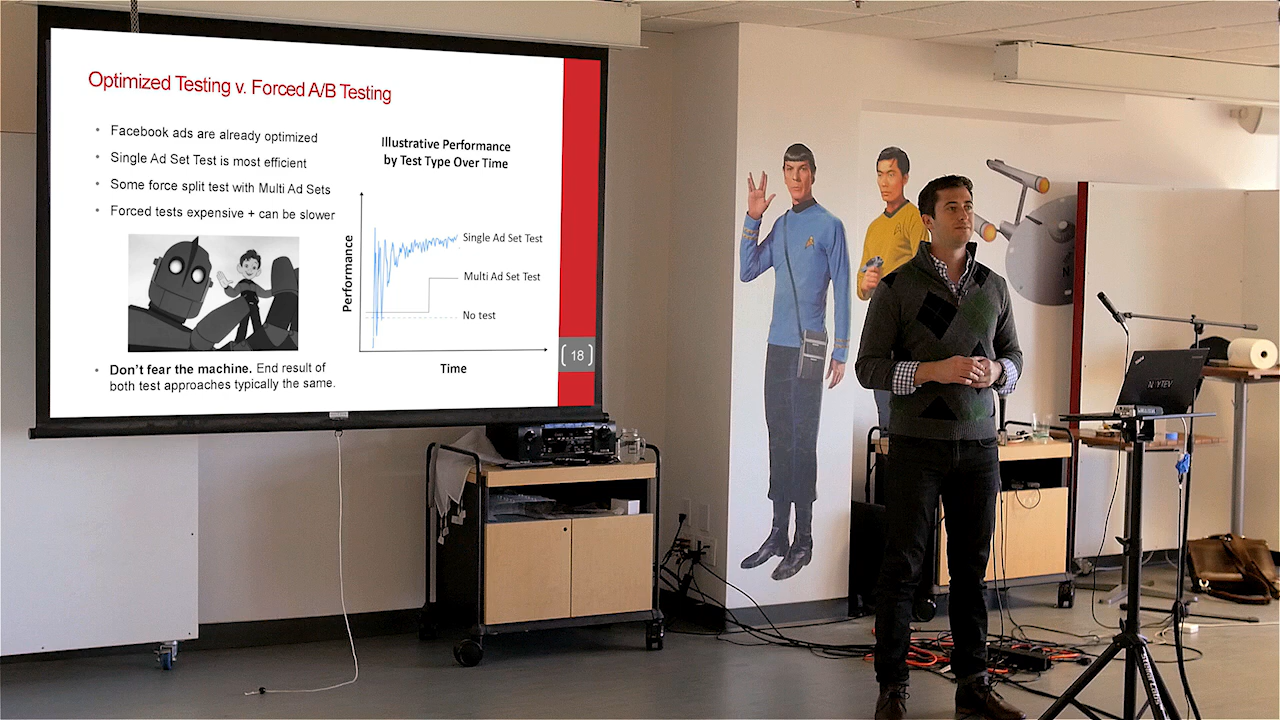 Optimized Testing v. Forced A/B Testing
• Facebook ads are already optimized
• Single Ad Set Test is most efficient
• Some force split test with Multi Ad Sets
• Forced tests expensive + can be slower
Illustrative Performance
by Test Type Over Time
Performance
Single Ad Set Test
Multi Ad Set Test
No test
Time
• Don't fear the machine. End result of
both test approaches typically the same.
18